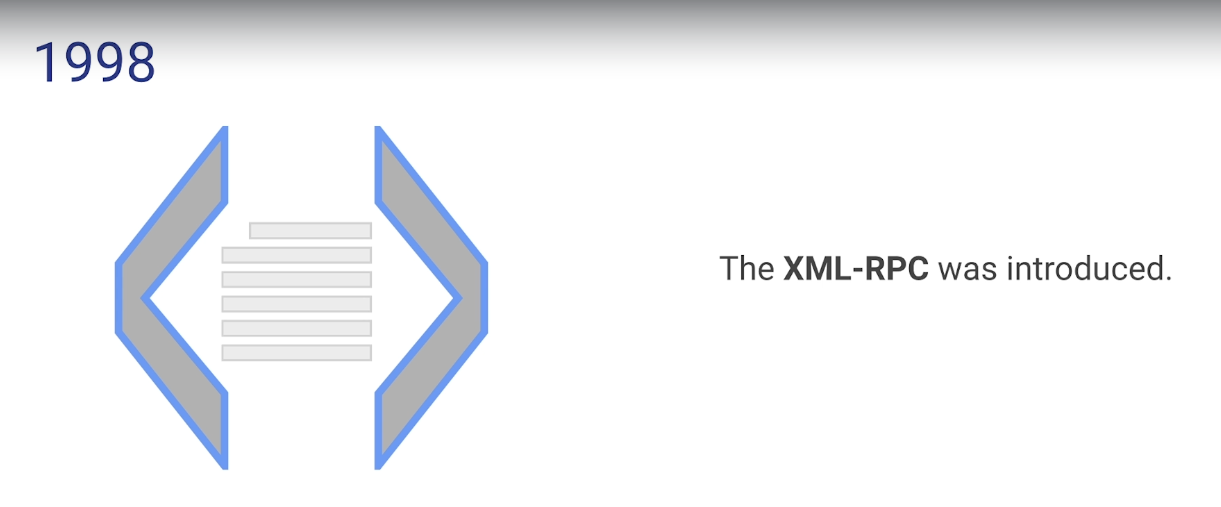 1998
The XML-RPC was introduced.